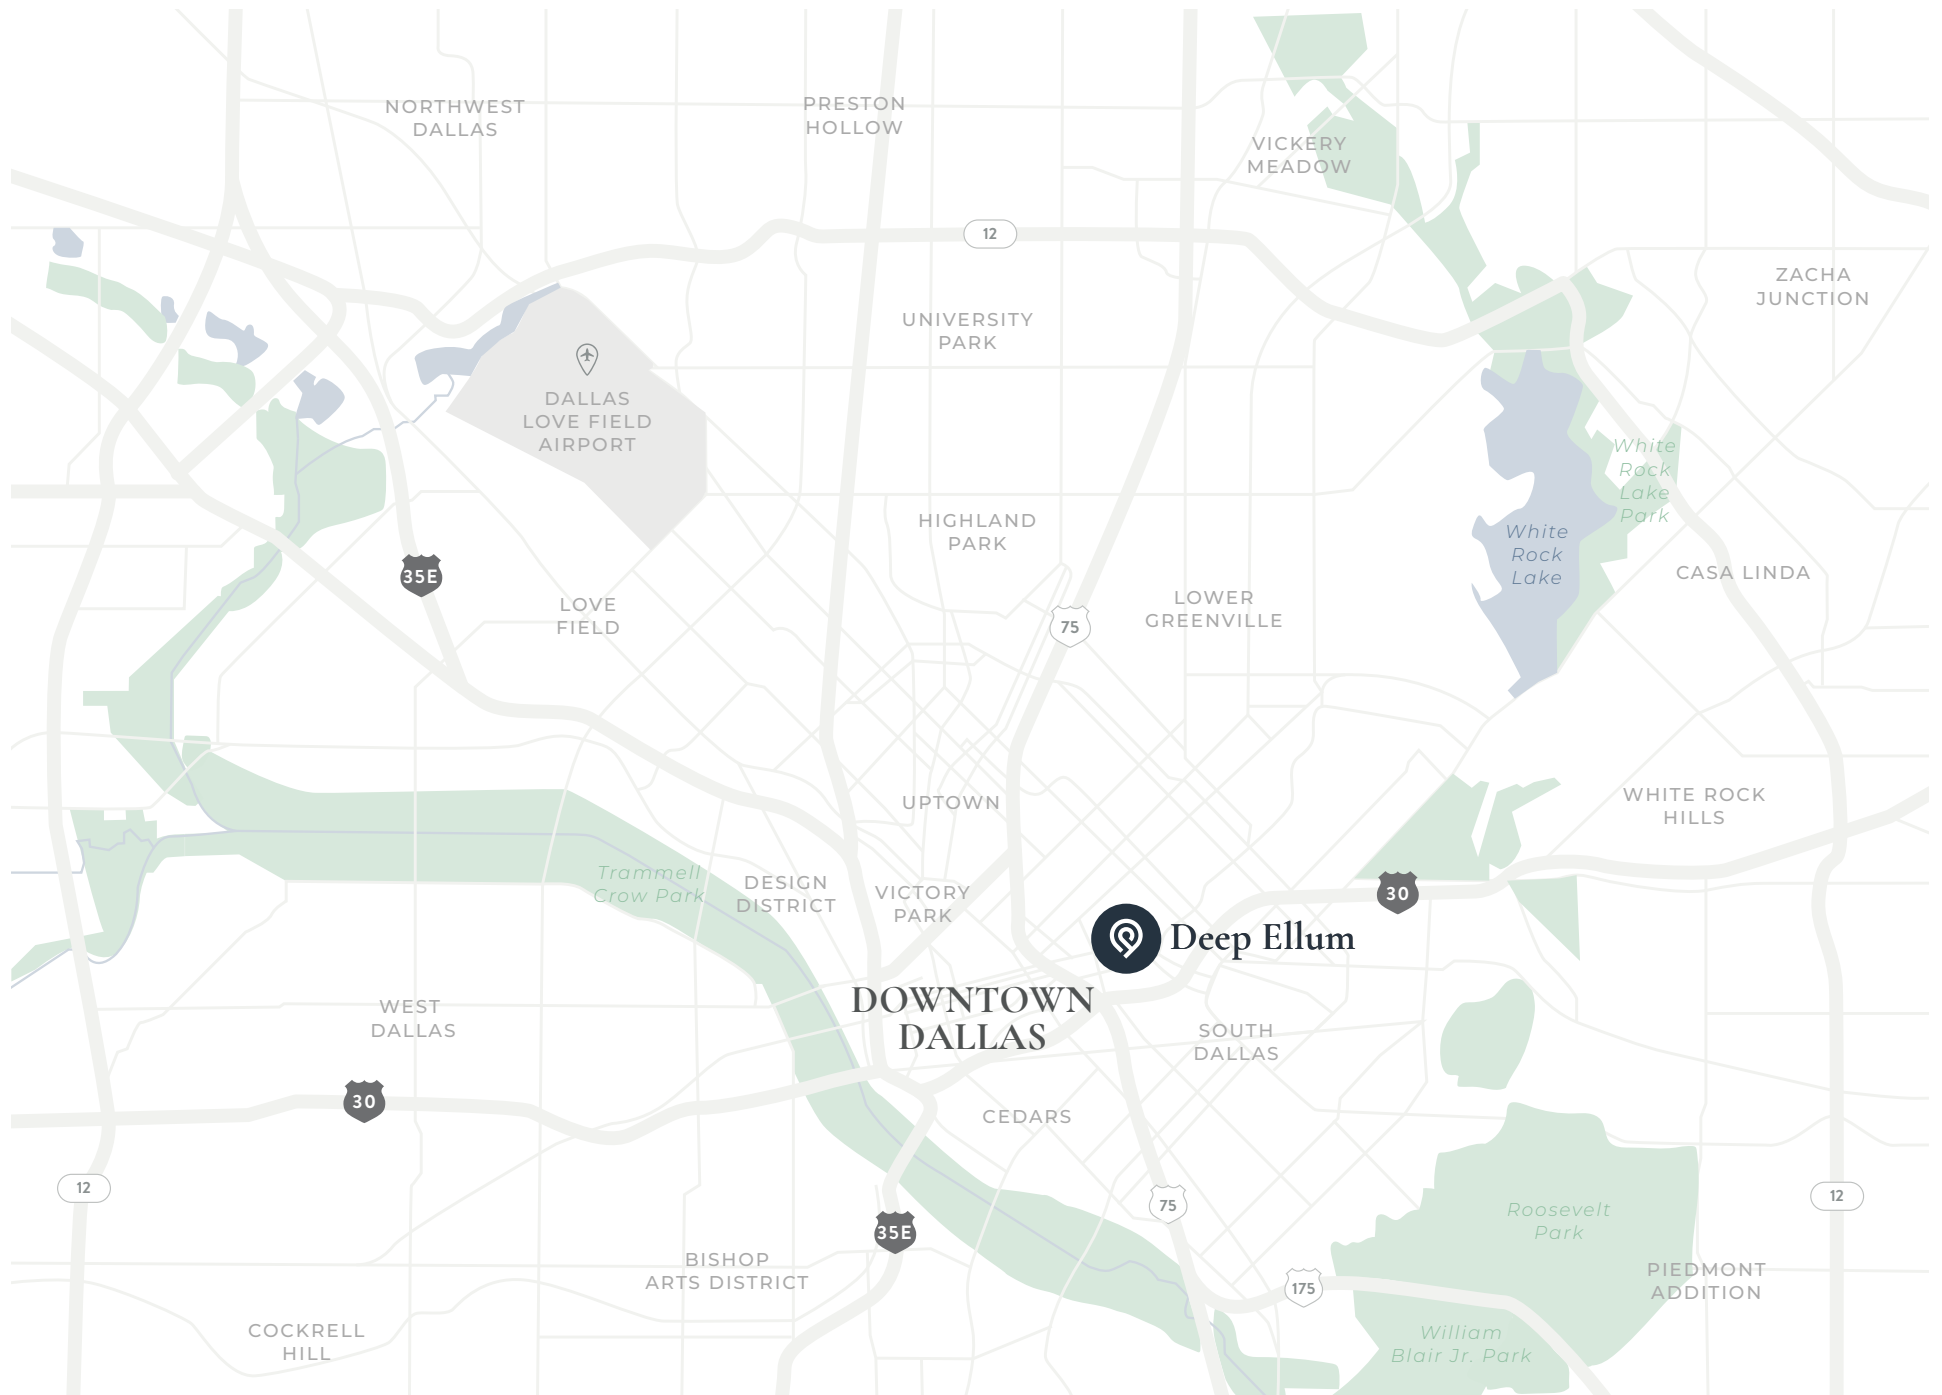 NORTHWEST
DALLAS
PRESTON
HOLLOW
VICKERY
MEADOW
12
ZACHA
JUNCTION
UNIVERSITY
PARK
DALLAS
LOVE FIELD
AIRPORT
White
Rock
Lake
Park
HIGHLAND
PARK
White
Rock
Lake
CASA LINDA
35E
LOVE
FIELD
75
LOWER
GREENVILLE
UPTOWN
WHITE ROCK
HILLS
Trammell
Crow Park
DESIGN
DISTRICT
VICTORY
PARK
30
Deep Ellum
DOWNTOWN
DALLAS
WEST
DALLAS
SOUTH
DALLAS
30
CEDARS
12
75
12
35E
Roosevelt
Park
BISHOP
ARTS DISTRICT
175
PIEDMONT
ADDITION
COCKRELL
HILL
William
Blair Jr. Park